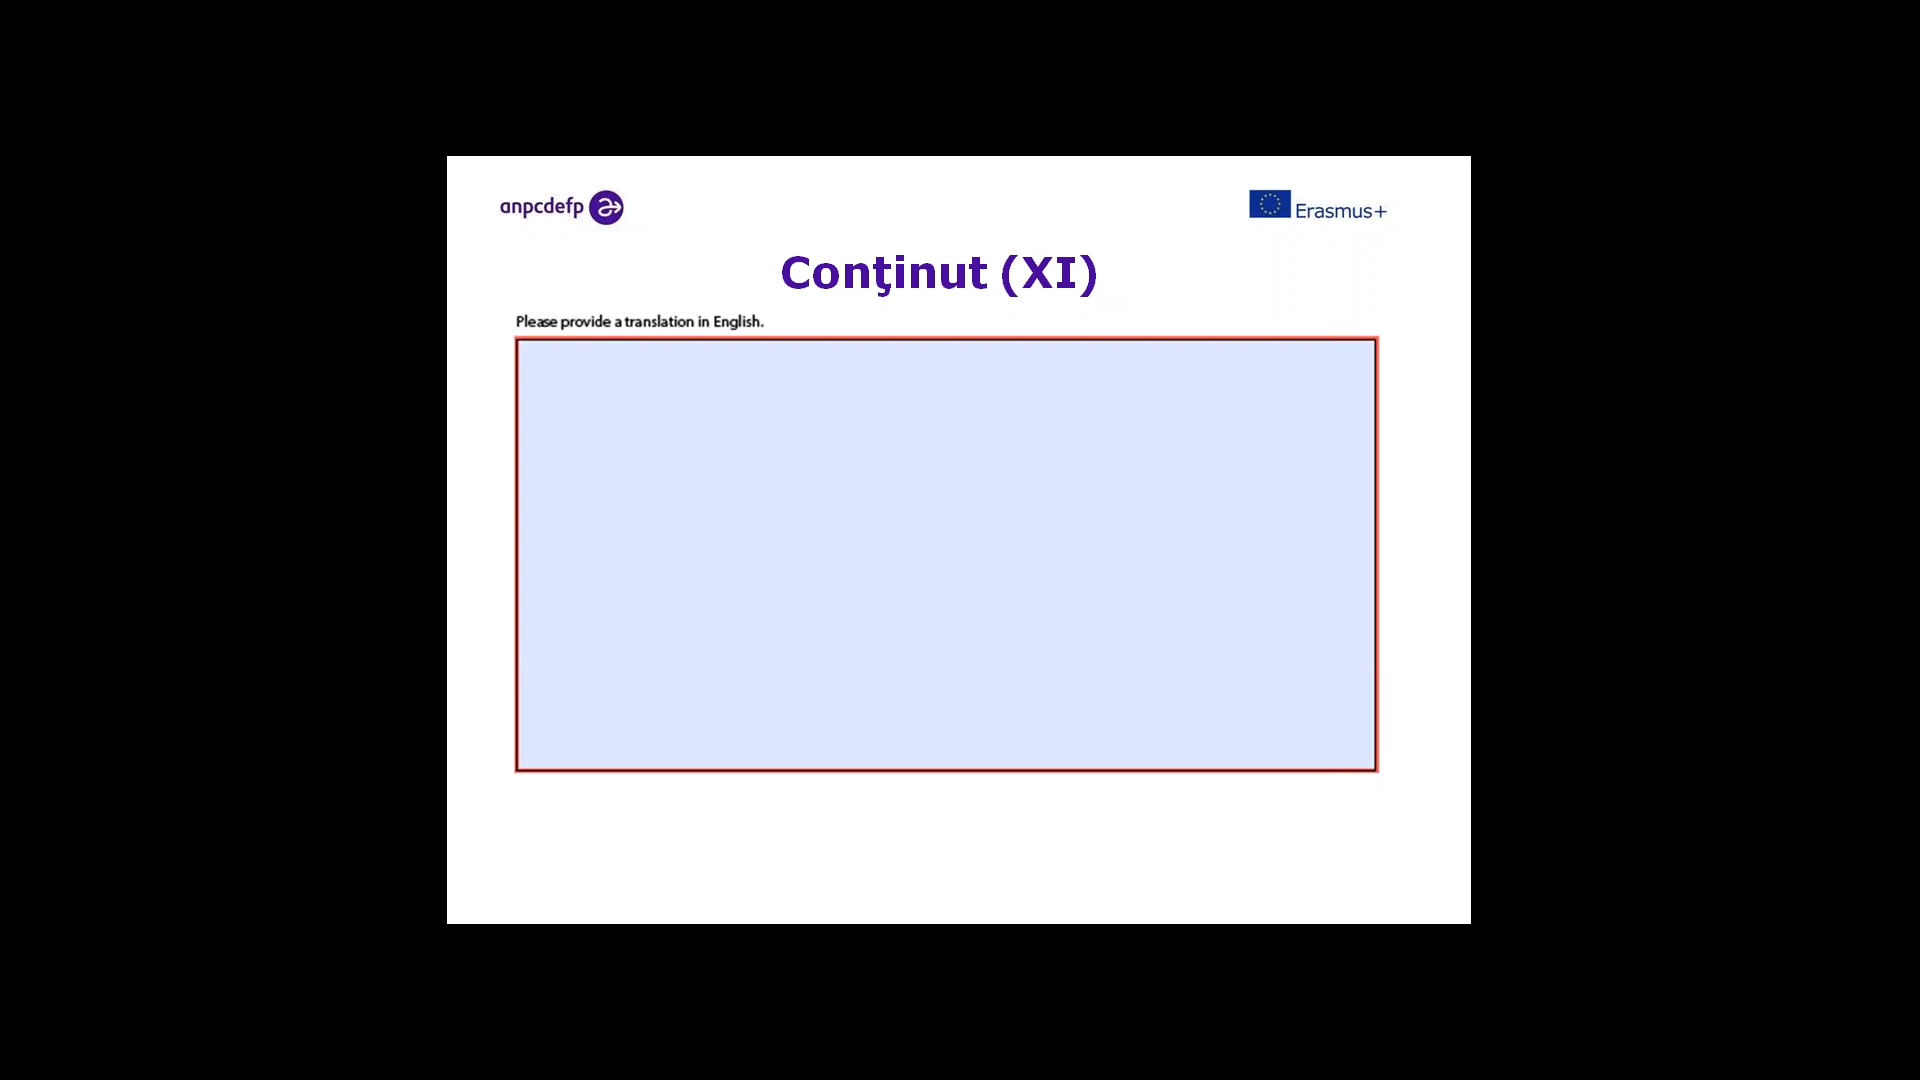 anpcdefp
Erasmus+
Conţinut (XI)
Please provide a translation in English.